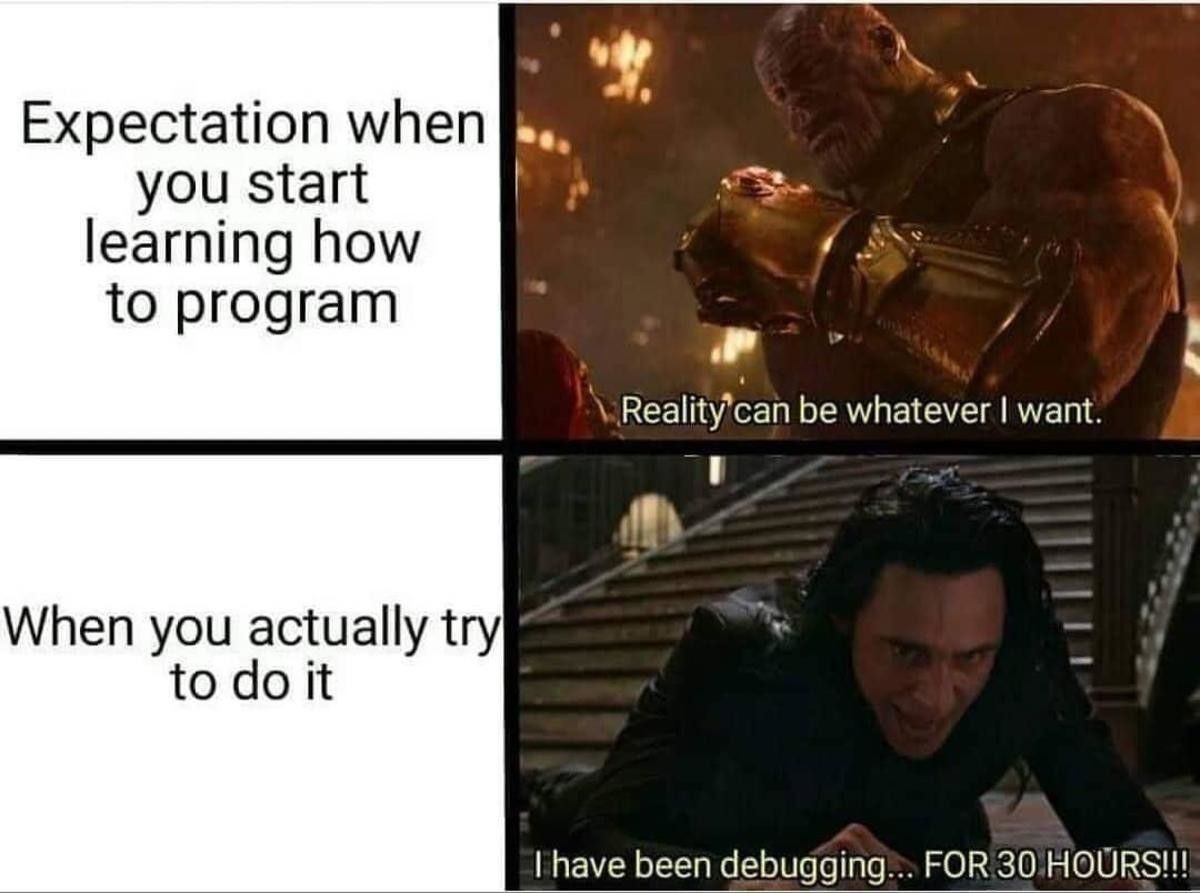 Expectation when
you start
learning how
to program
Reality can be whatever I want.
When you actually try
to do it
I have been debugging... FOR 30 HOURS!!!